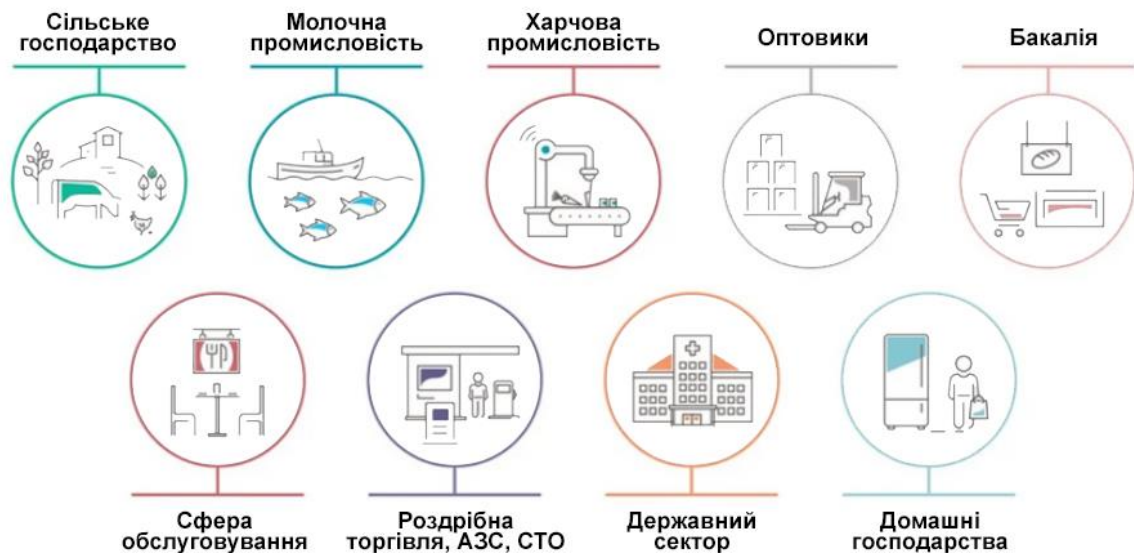 Сільське
господарство
Молочна
промисловість
Харчова
промисловість
Оптовики
Бакалія
Сфера
обслуговування
Роздрібна
торгівля, АЗС, СТО
Державний
сектор
Домашні
господарства